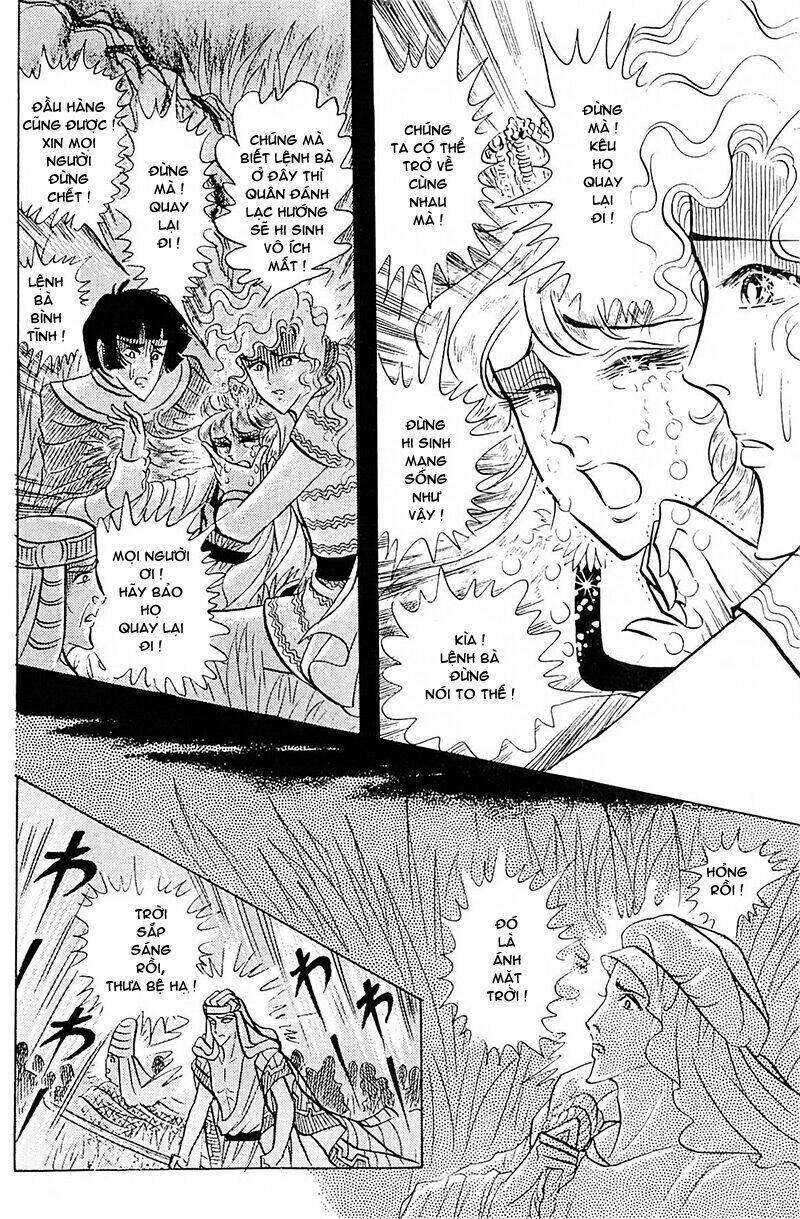 ĐỪNG
MÀ !
KÊU
HỌ
QUAY
LẠI
ĐI !
CHÚNG
TA CÓ THỂ
TRỞ VỀ
CÙNG
NHAU
MÀ !
ĐỪNG
HI SINH
MẠNG
SỐNG
NHƯ
VẬY !
KÌA !
LỆNH BÀ
ĐỪNG
NÓI TO THẾ !
CHÚNG MÀ
BIẾT LỆNH BÀ
Ở ĐÂY THÌ
QUÂN ĐÁNH
LẠC HƯỚNG
SẼ HI SINH
VÔ ÍCH
MẤT !
ĐỪNG
MÀ !
QUAY
LẠI
ĐI !
ĐẦU HÀNG
CŨNG ĐƯỢC !
XIN MỌI
NGƯỜI
ĐỪNG
CHẾT !
LỆNH
BÀ
BÌNH
TĨNH !
MỌI NGƯỜI
ƠI !
HÃY BẢO
HỌ
QUAY LẠI
ĐI !
HỎNG
RỒI !
ĐÓ
LÀ
ÁNH
MẶT
TRỜI !
TRỜI
SẮP
SÁNG
RỒI,
THƯA BỆ HẠ !
わーわー
わーわー